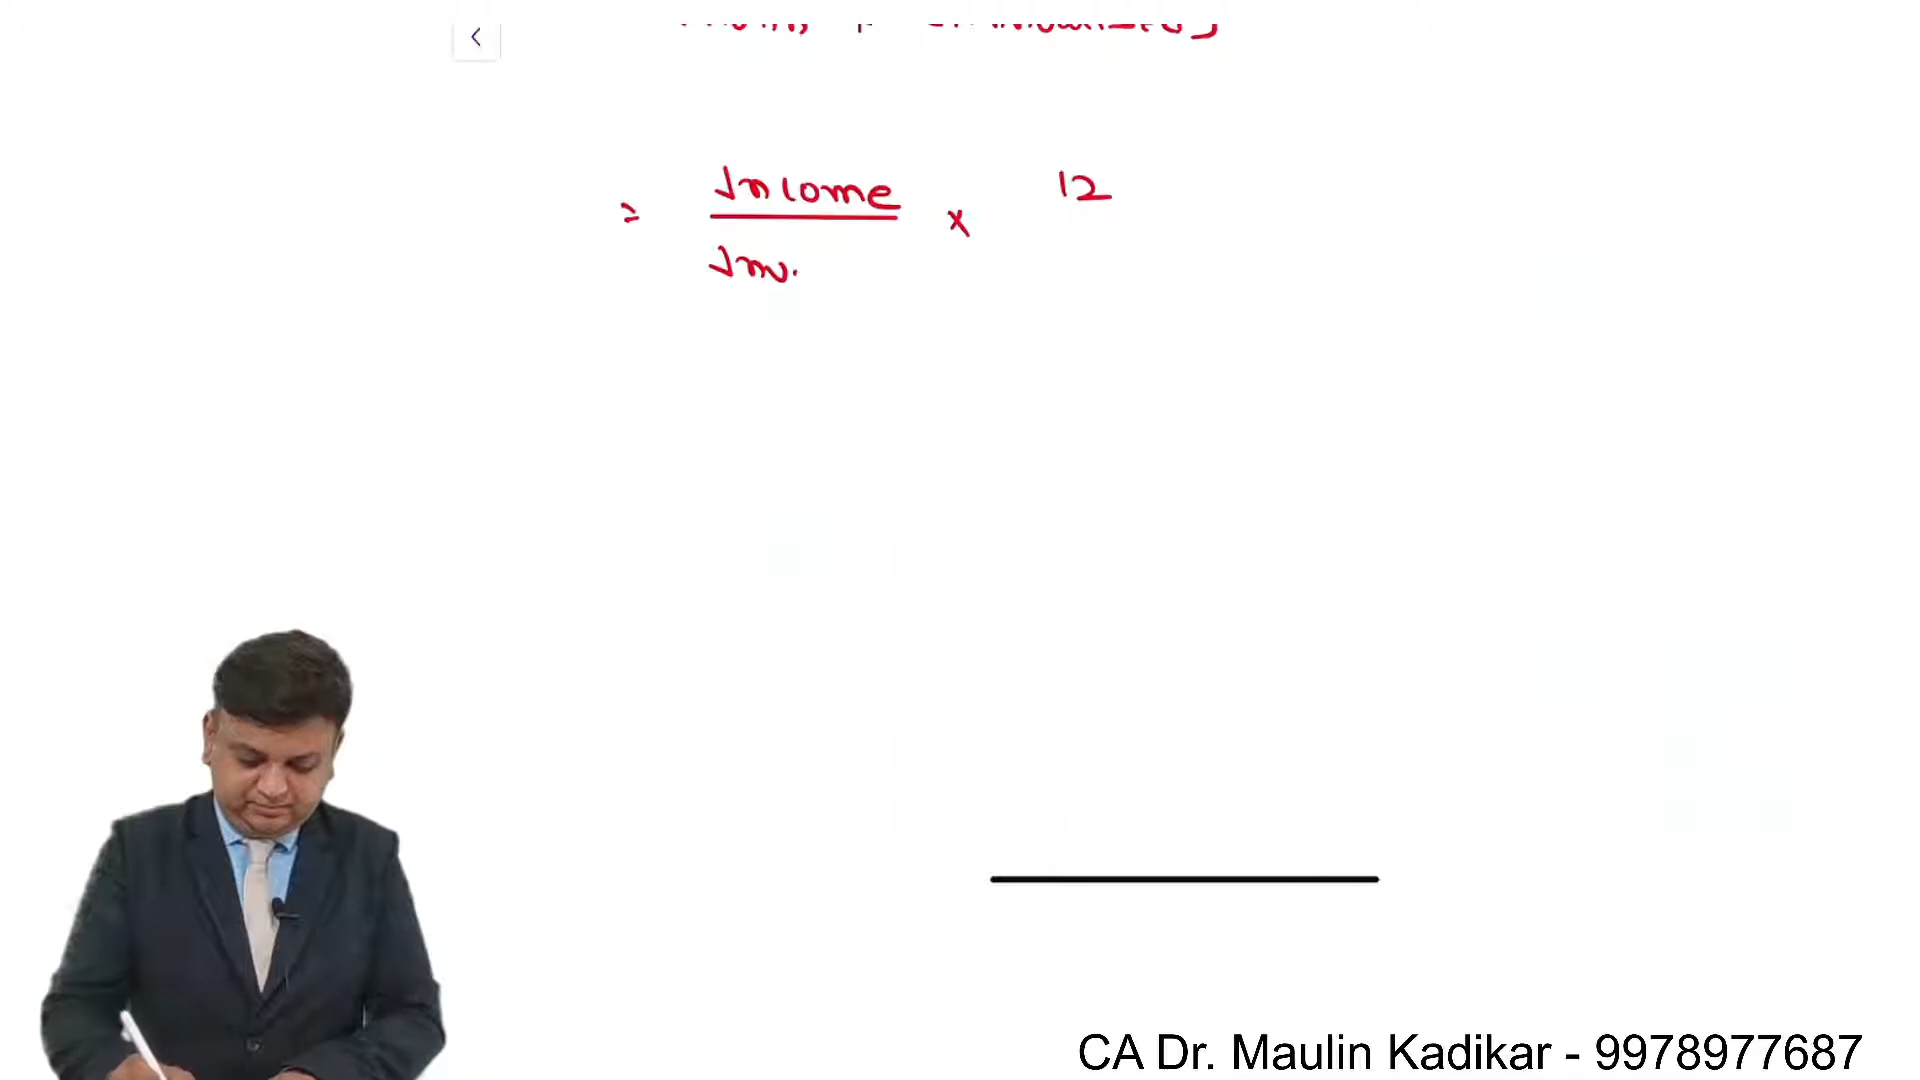 = Income / Inv. × 12
CA Dr. Maulin Kadikar - 9978977687